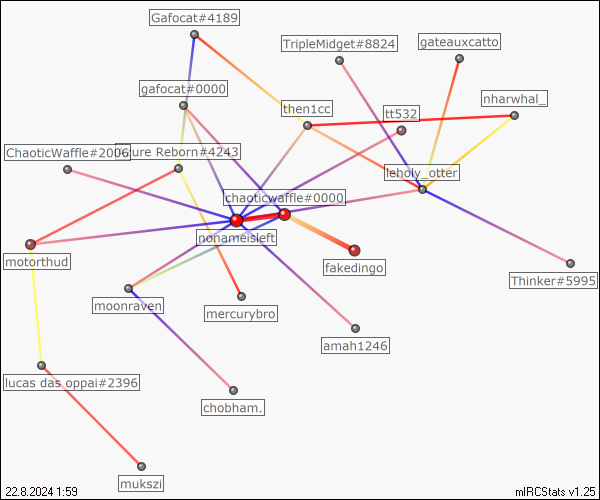 Gafocat#4189
TripleMidget#8824
gateauxcatto
gafocat#0000
then1cc
tt532
nharwhal_
ChaoticWaffle#2006
ure Reborn#4243
leholy_otter
chaoticwaffle#0000
nonameisleft
motorthud
fakedingo
Thinker#5995
moonraven
mercurybro
amah1246
lucas das oppai#2396
chobham.
mukszi
22.8.2024 1:59
mIRCStats v1.25